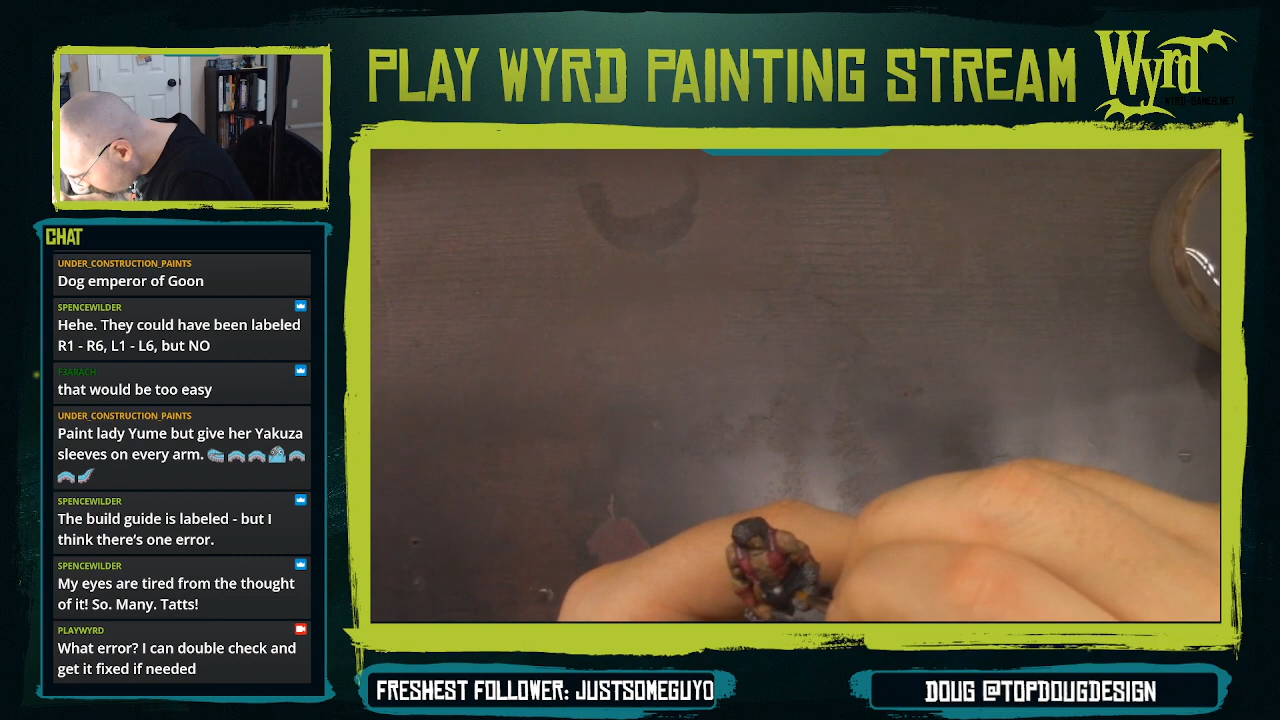 PLAY WYRD PAINTING STREAM
Wyrd
WYRD-GAMES.NET
CHAT
UNDER_CONSTRUCTION_PAINTS
Dog emperor of Goon
SPENCEWILDER
Hehe. They could have been labeled
R1 - R6, L1 - L6, but NO
F3ARACH
that would be too easy
UNDER_CONSTRUCTION_PAINTS
Paint lady Yume but give her Yakuza
sleeves on every arm.
SPENCEWILDER
The build guide is labeled - but I
think there's one error.
SPENCEWILDER
My eyes are tired from the thought
of it! So. Many. Tatts!
PLAYWYRD
What error? I can double check and
get it fixed if needed
FRESHEST FOLLOWER: JUSTSOMEGUYO
DOUG @TOPDOUGDESIGN